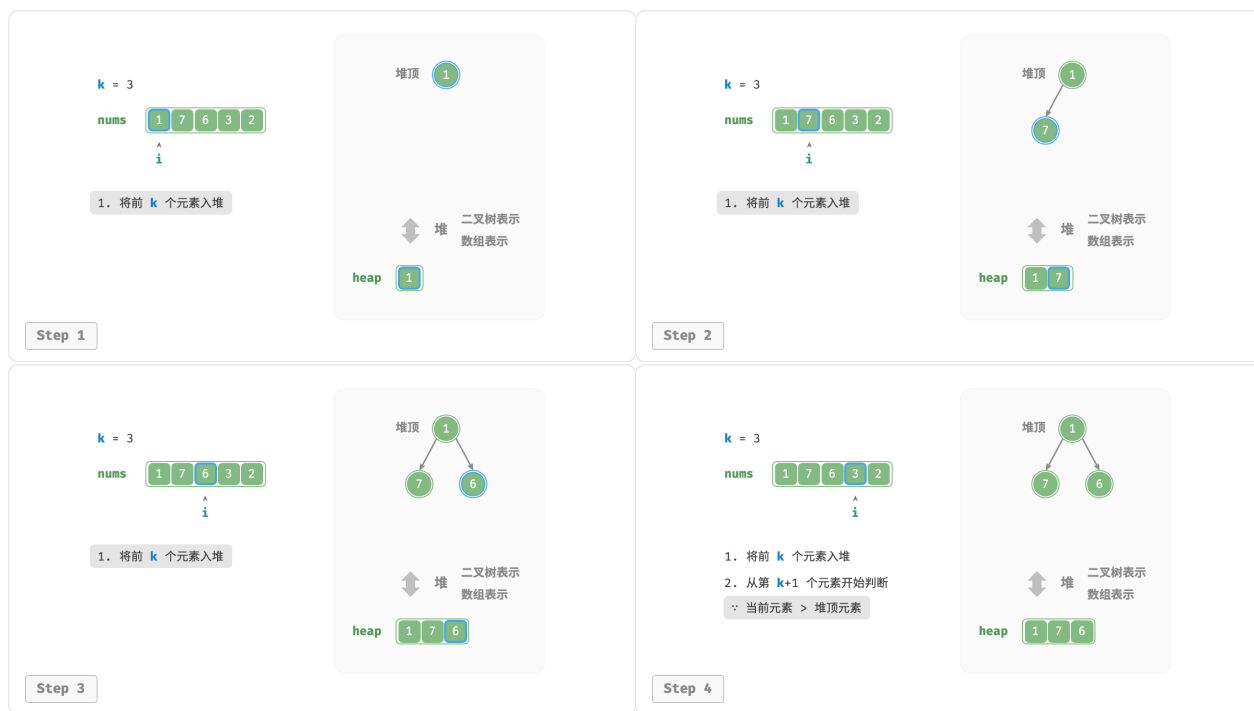 k = 3
nums 1 7 6 3 2
i
1. 将前 k 个元素入堆
堆顶 1
堆 二叉树表示
数组表示
heap 1
Step 1
k = 3
nums 1 7 6 3 2
i
1. 将前 k 个元素入堆
堆顶 1
7
堆 二叉树表示
数组表示
heap 1 7
Step 2
k = 3
nums 1 7 6 3 2
i
1. 将前 k 个元素入堆
堆顶 1
7 6
堆 二叉树表示
数组表示
heap 1 7 6
Step 3
k = 3
nums 1 7 6 3 2
i
1. 将前 k 个元素入堆
2. 从第 k+1 个元素开始判断
∵ 当前元素 > 堆顶元素
堆顶 1
7 6
堆 二叉树表示
数组表示
heap 1 7 6
Step 4